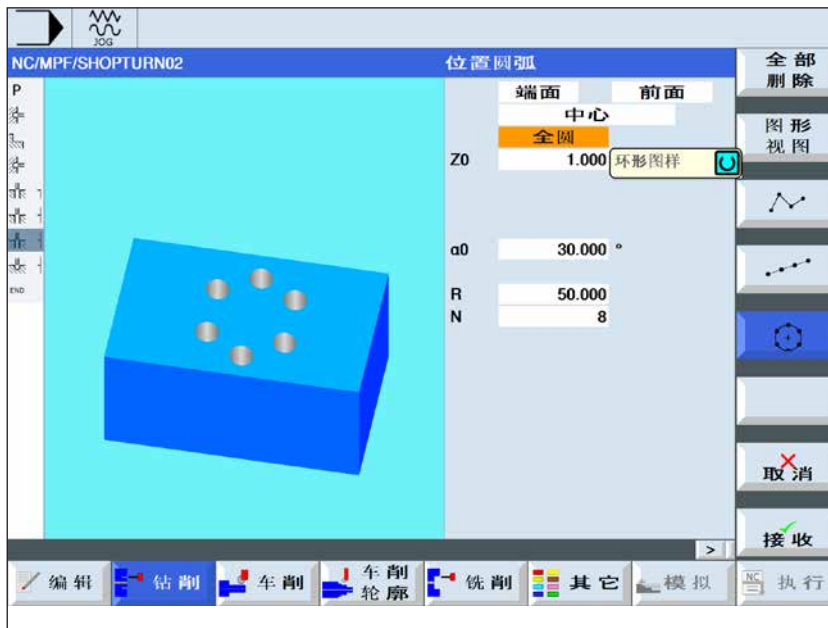 JOG
NC/MPF/SHOPTURN02
位置圆弧
全部
删除
P
端面 前面
中心
全圆
Z0 1.000 环形图样
图形
视图
α0 30.000 °
R 50.000
N 8
END
取消
接收
>
编辑
钻削
车削
车削
轮廓
铣削
其它
模拟
NC
执行